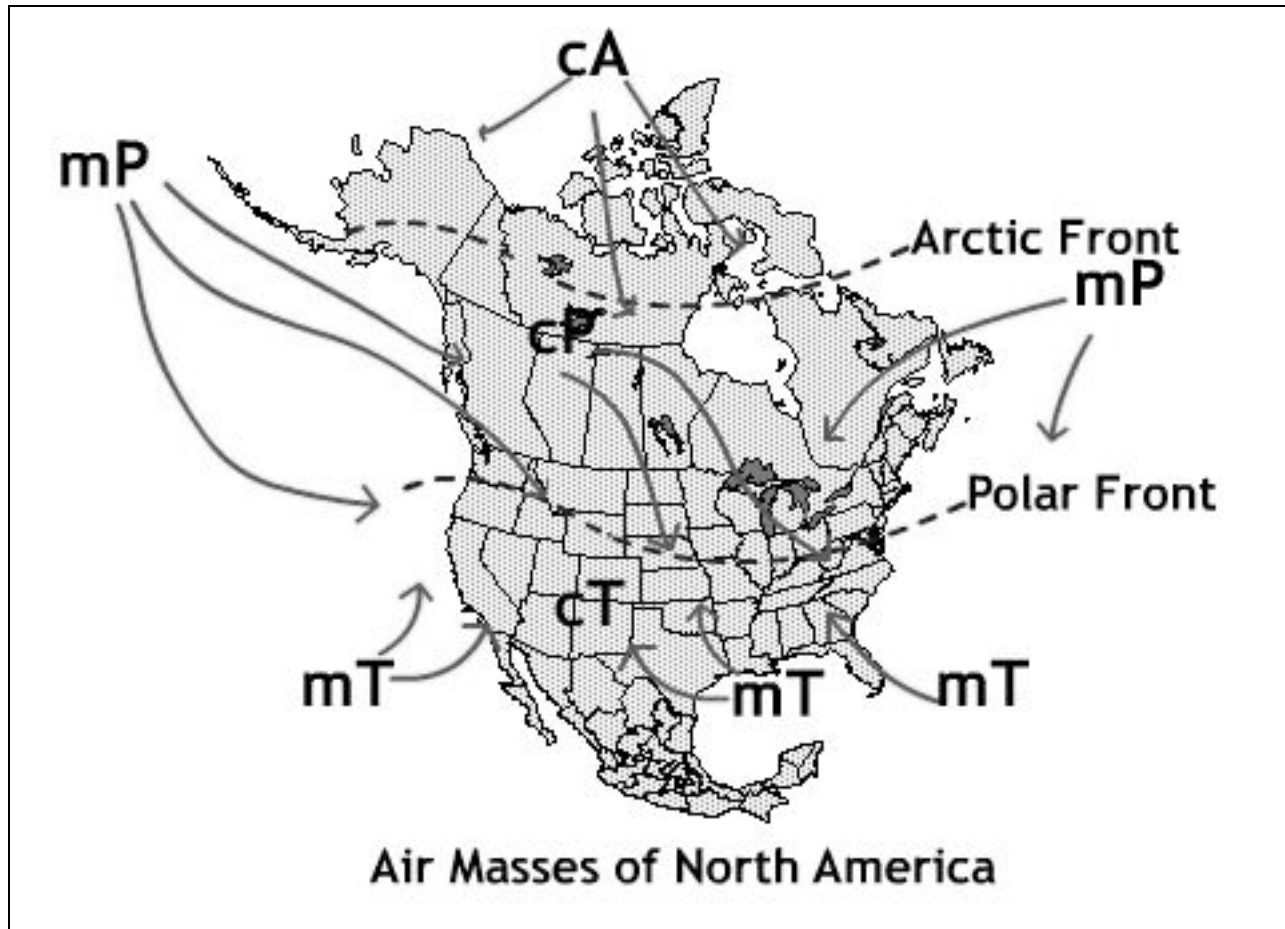 cA
mP
Arctic Front
mP
cP
Polar Front
cT
mT
mT
mT
Air Masses of North America